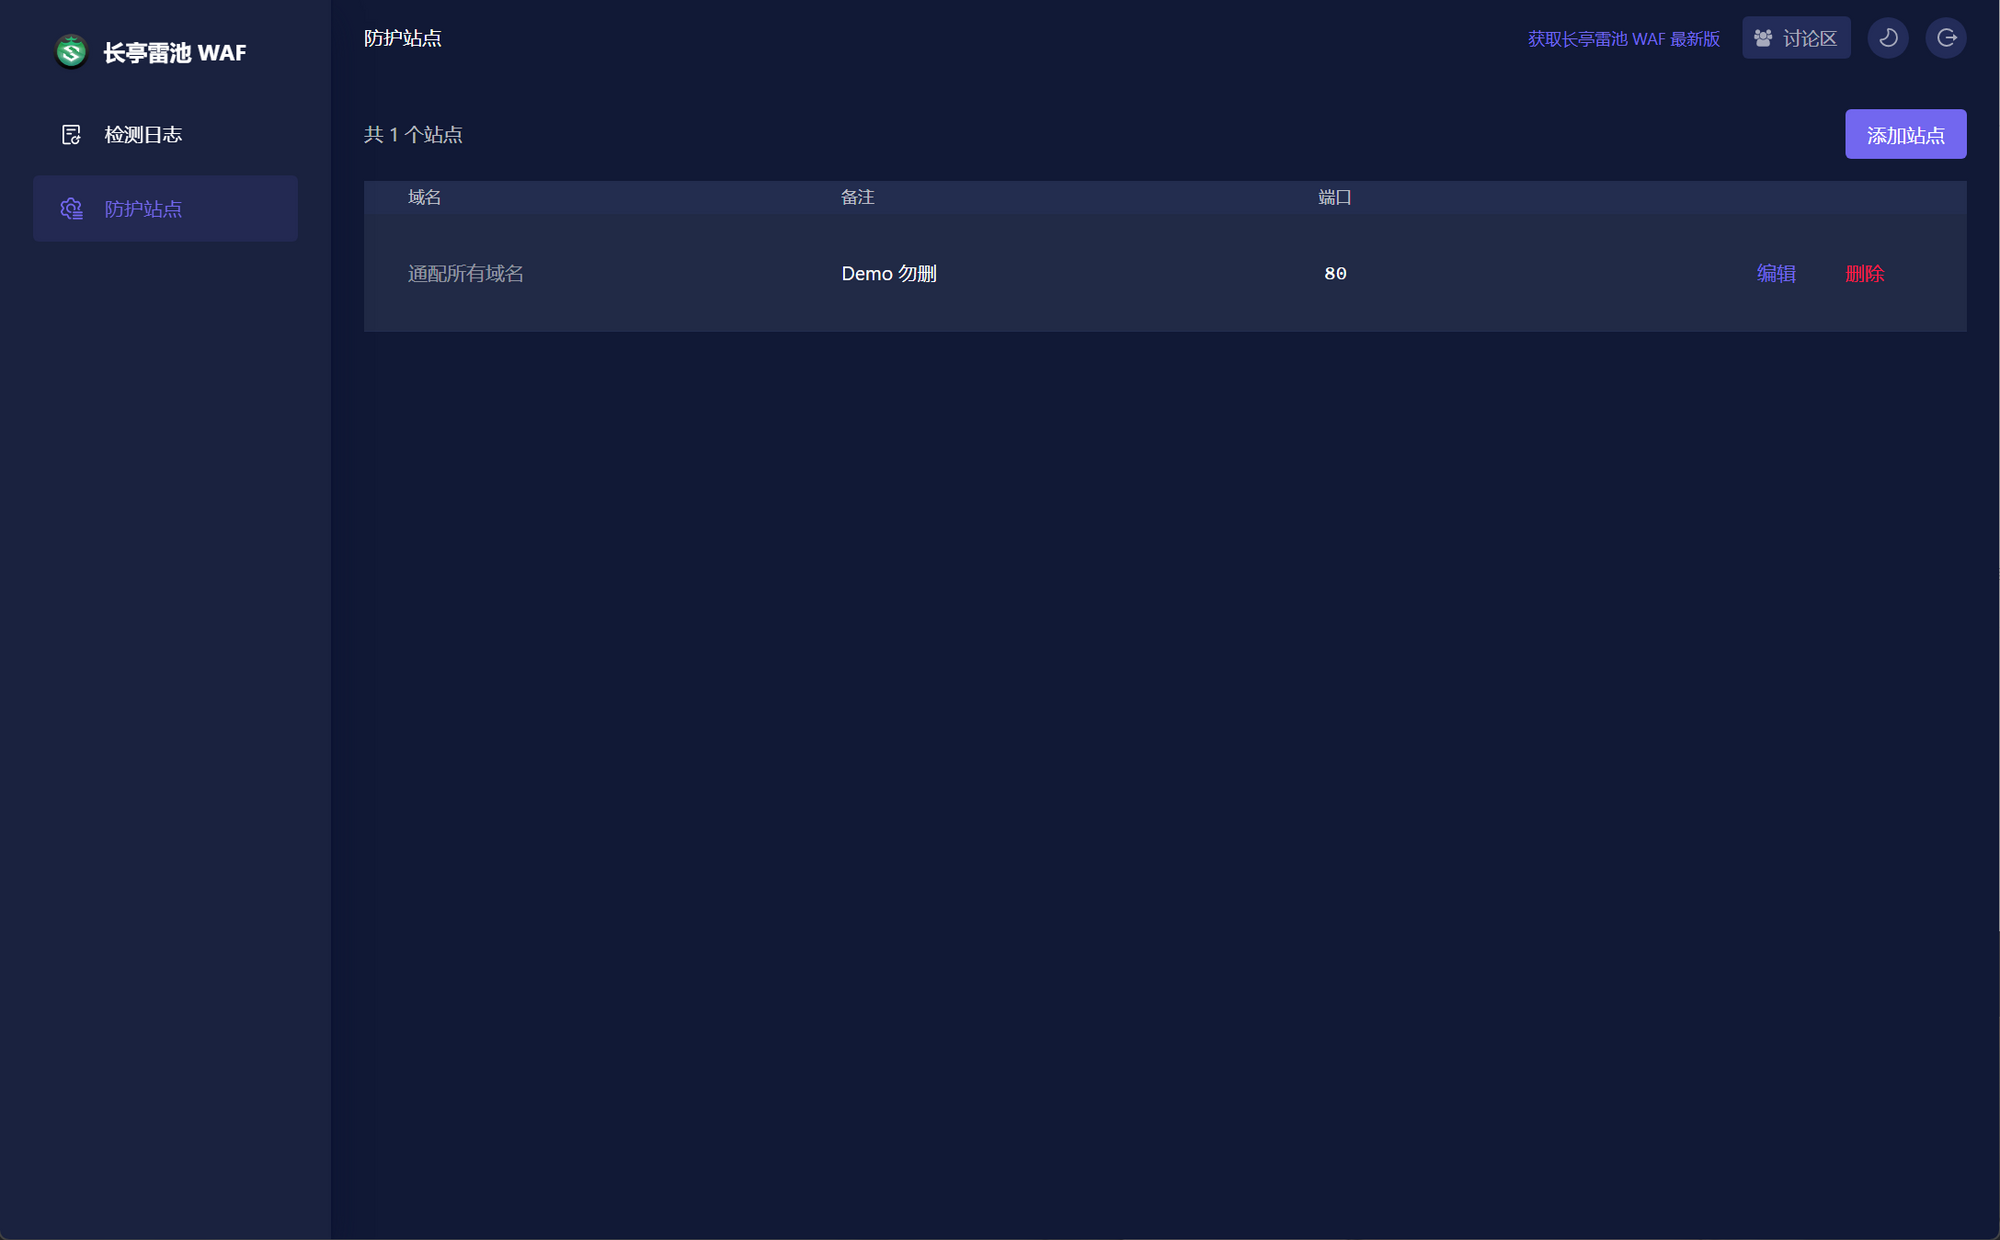 长亭雷池 WAF
检测日志
防护站点
防护站点
获取长亭雷池 WAF 最新版
讨论区
共 1 个站点
添加站点
域名 备注 端口
通配所有域名 Demo 勿删 80 编辑 删除